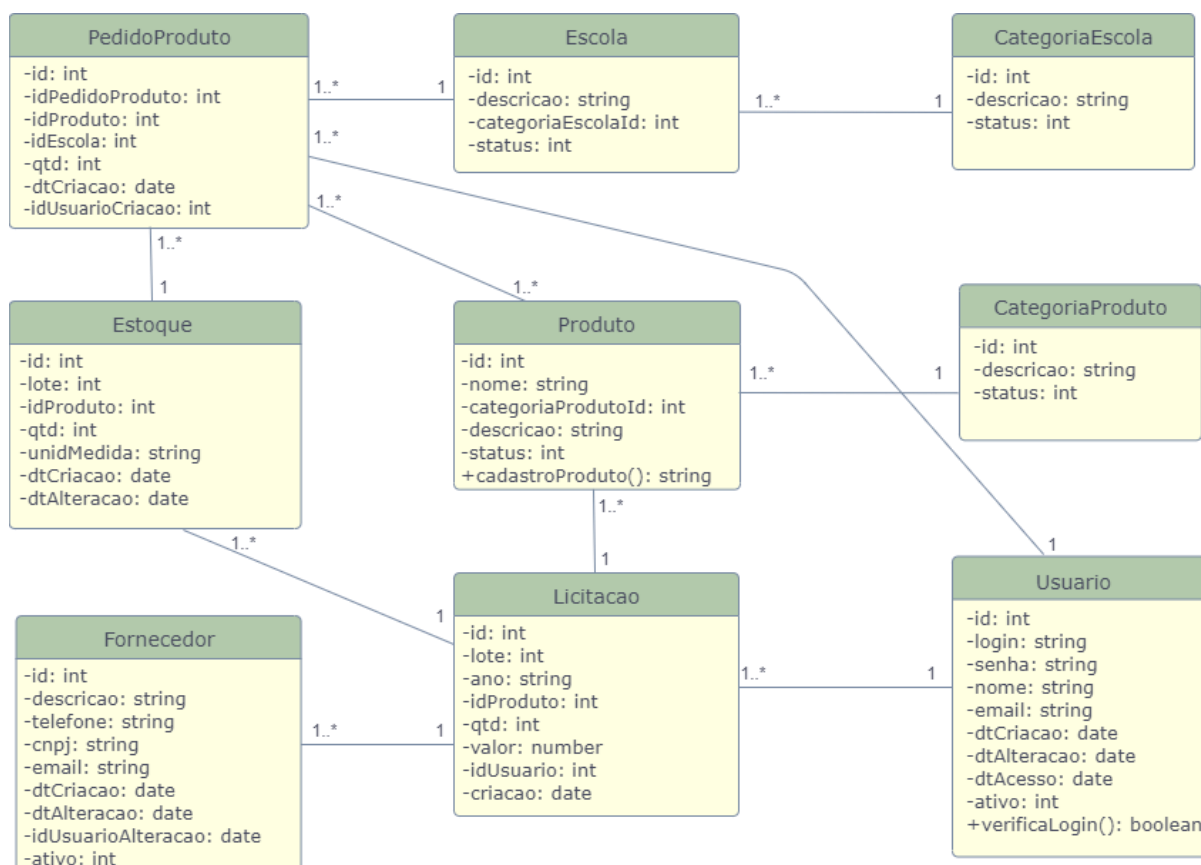 PedidoProduto
-id: int
-idPedidoProduto: int
-idProduto: int
-idEscola: int
-qtd: int
-dtCriacao: date
-idUsuarioCriacao: int
1..*
1
Escola
-id: int
-descricao: string
-categoriaEscolaId: int
-status: int
1..*
1
CategoriaEscola
-id: int
-descricao: string
-status: int
1..*
1..*
1..*
1
1..*
Estoque
-id: int
-lote: int
-idProduto: int
-qtd: int
-unidMedida: string
-dtCriacao: date
-dtAlteracao: date
Produto
-id: int
-nome: string
-categoriaProdutoId: int
-descricao: string
-status: int
+cadastroProduto(): string
1..*
1
CategoriaProduto
-id: int
-descricao: string
-status: int
1..*
1..*
1
1
1
Fornecedor
-id: int
-descricao: string
-telefone: string
-cnpj: string
-email: string
-dtCriacao: date
-dtAlteracao: date
-idUsuarioAlteracao: date
-ativo: int
1..*
1
Licitacao
-id: int
-lote: int
-ano: string
-idProduto: int
-qtd: int
-valor: number
-idUsuario: int
-criacao: date
1..*
1
Usuario
-id: int
-login: string
-senha: string
-nome: string
-email: string
-dtCriacao: date
-dtAlteracao: date
-dtAcesso: date
-ativo: int
+verificaLogin(): boolean